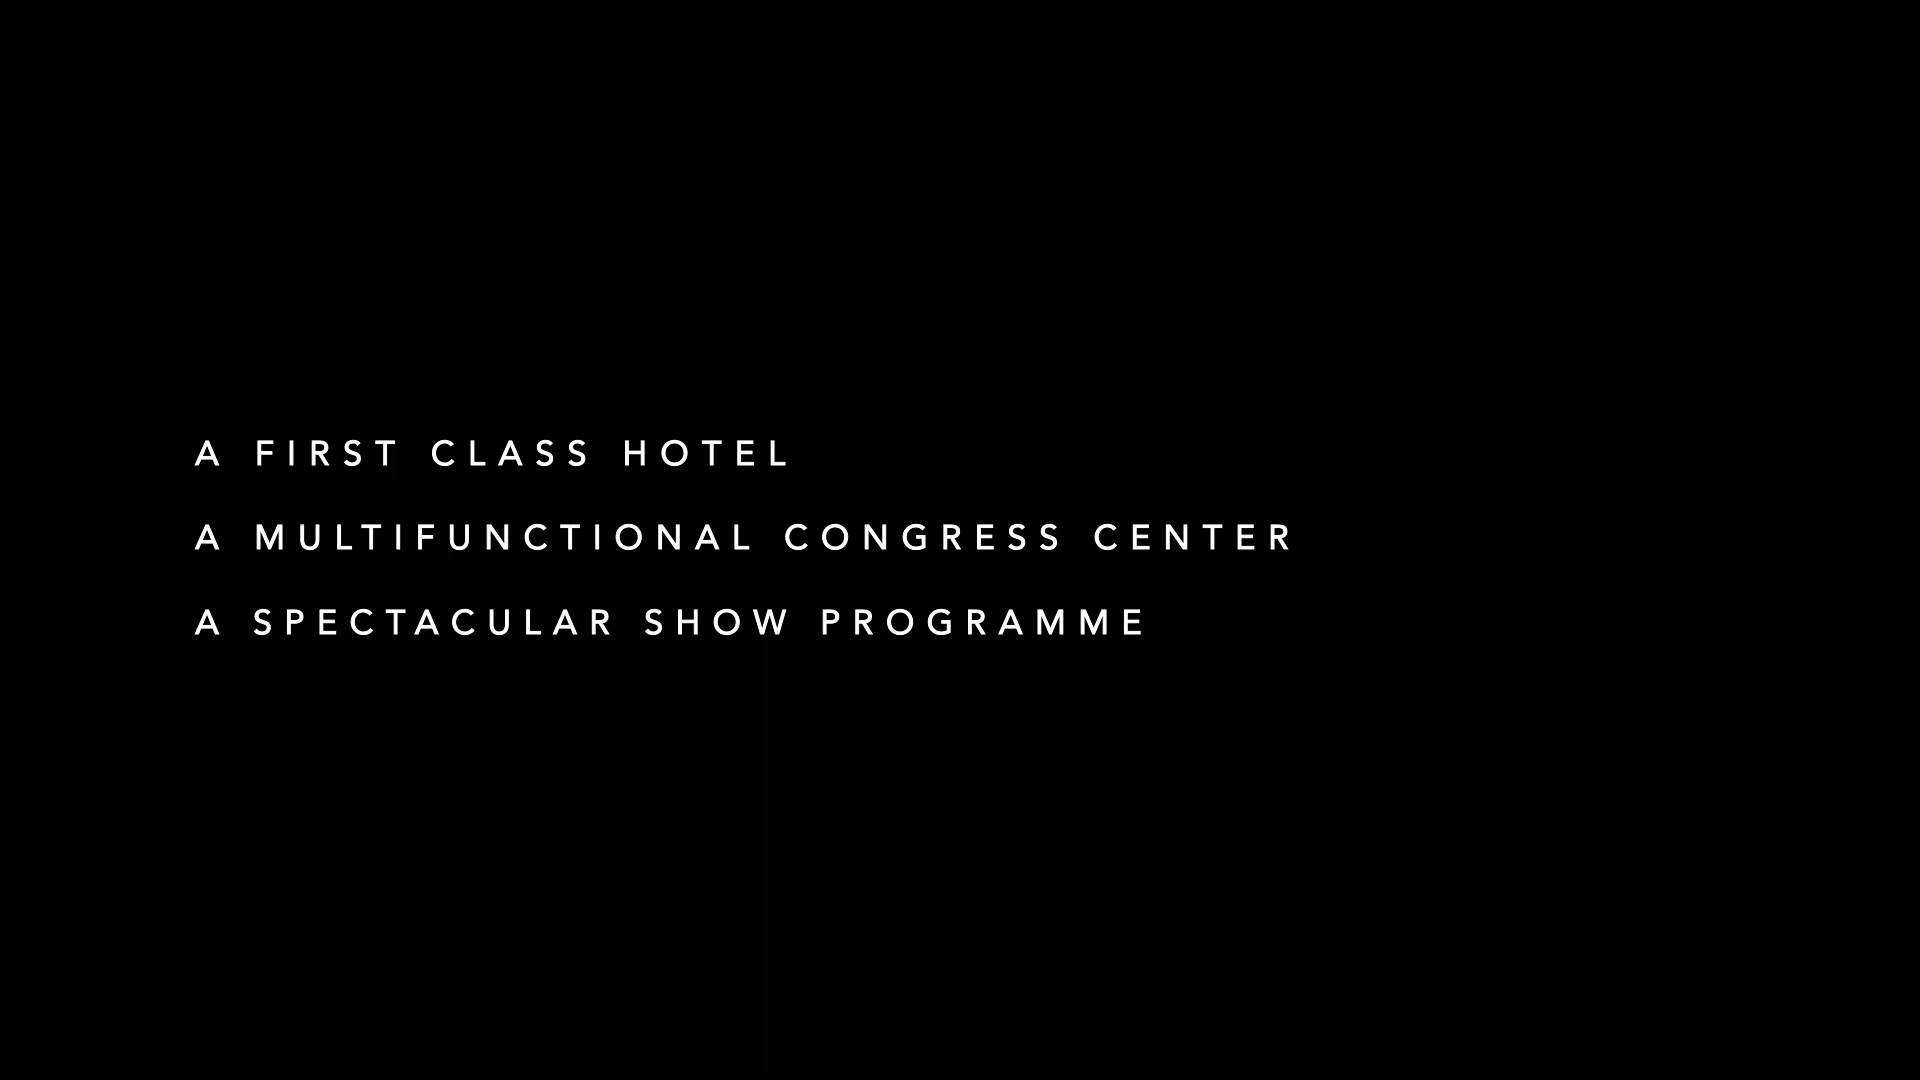 A FIRST CLASS HOTEL
A MULTIFUNCTIONAL CONGRESS CENTER
A SPECTACULAR SHOW PROGRAMME